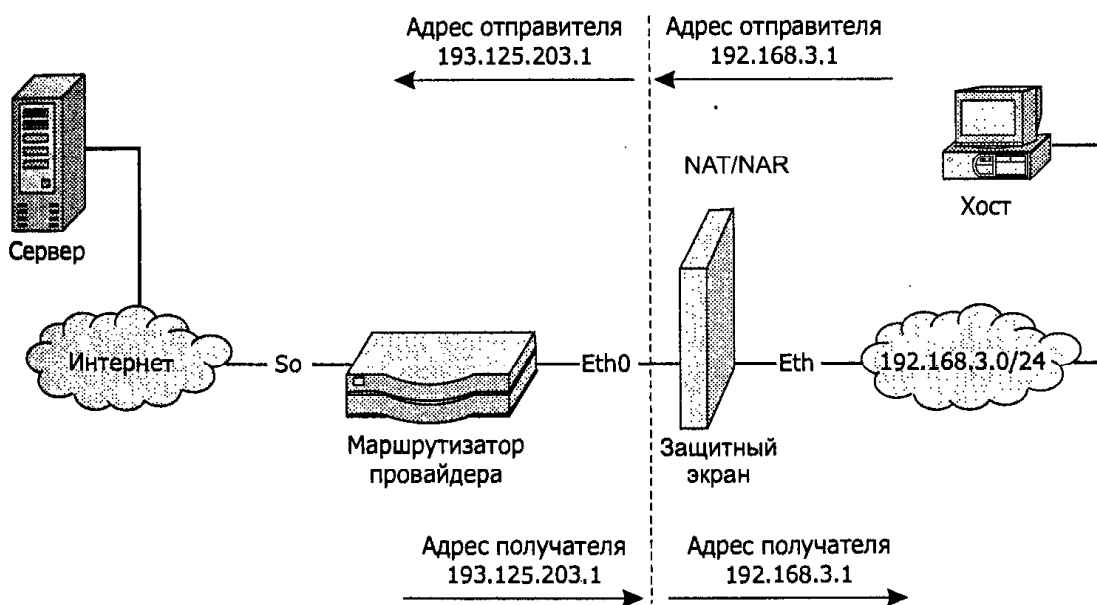 Адрес отправителя
193.125.203.1
Адрес отправителя
192.168.3.1
NAT/NAR
Сервер
Хост
Интернет
So
Eth0
Eth
192.168.3.0/24
Маршрутизатор
провайдера
Защитный
экран
Адрес получателя
193.125.203.1
Адрес получателя
192.168.3.1